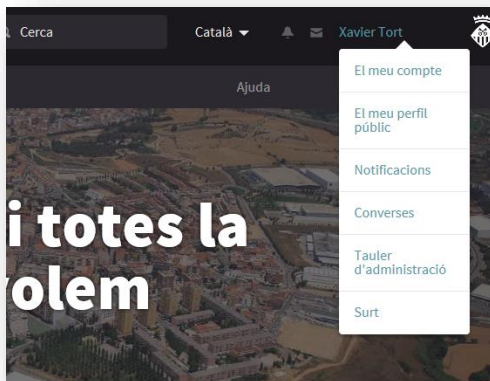 Cerca
Català
Xavier Tort
Ajuda
El meu compte
El meu perfil
públic
Notificacions
Converses
Tauler
d'administració
Surt
i totes la
volem